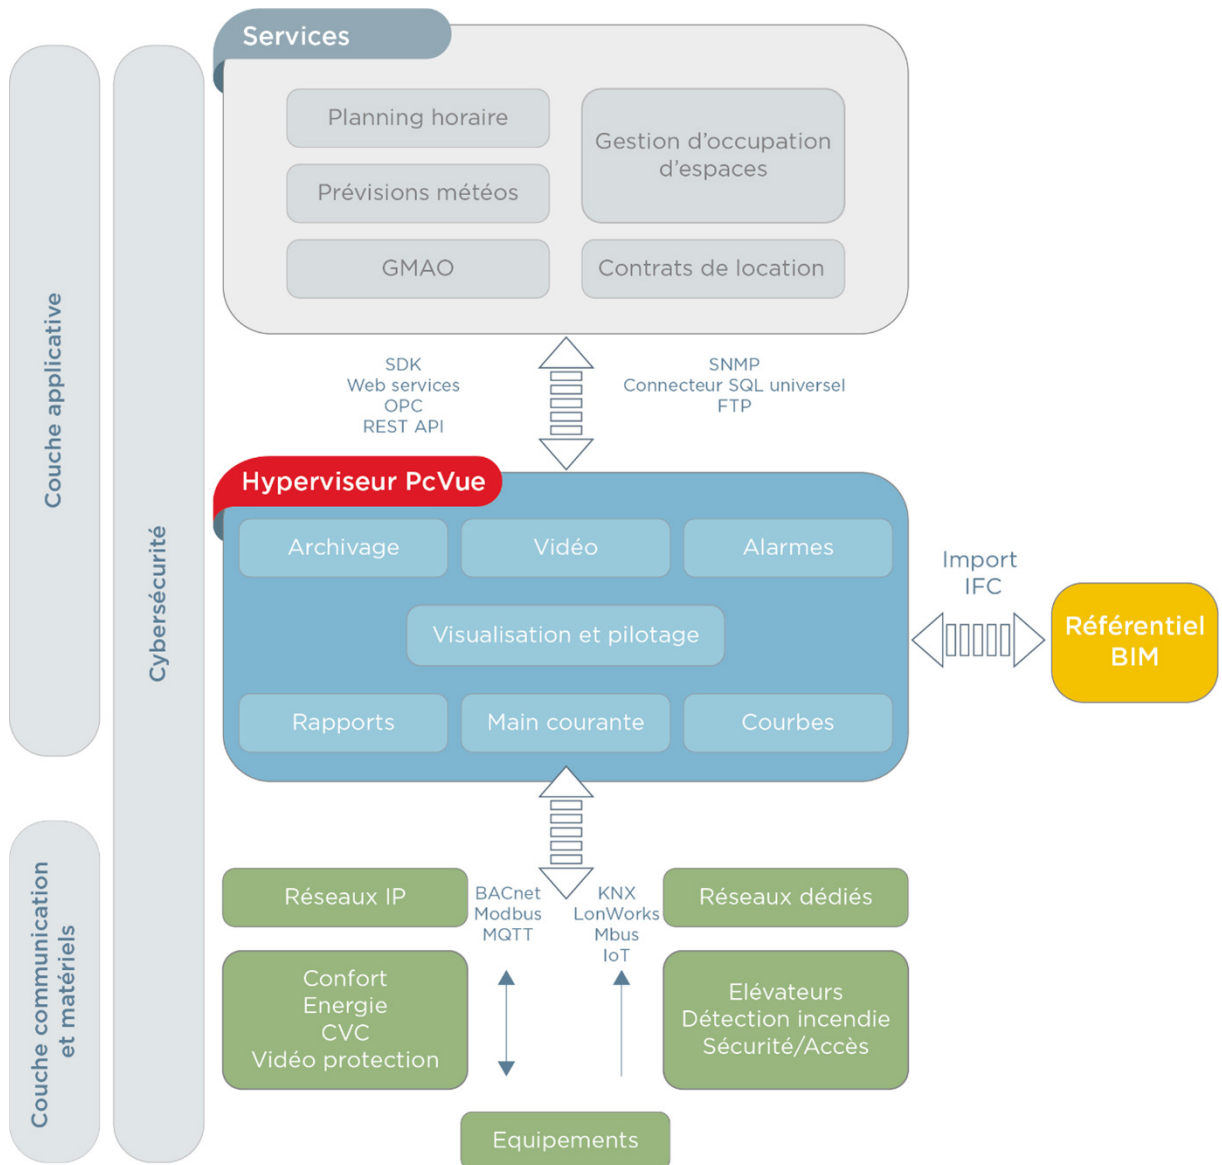 Services
Planning horaire
Gestion d'occupation
d'espaces
Prévisions météos
GMAO
Contrats de location
SDK
Web services
OPC
REST API
SNMP
Connecteur SQL universel
FTP
Hyperviseur PcVue
Archivage
Vidéo
Alarmes
Visualisation et pilotage
Rapports
Main courante
Courbes
Import
IFC
Référentiel
BIM
Réseaux IP
BACnet
Modbus
MQTT
KNX
LonWorks
Mbus
IoT
Réseaux dédiés
Confort
Energie
CVC
Vidéo protection
Elévateurs
Détection incendie
Sécurité/Accès
Equipements
Couche applicative
Cybersécurité
Couche communication
et matériels